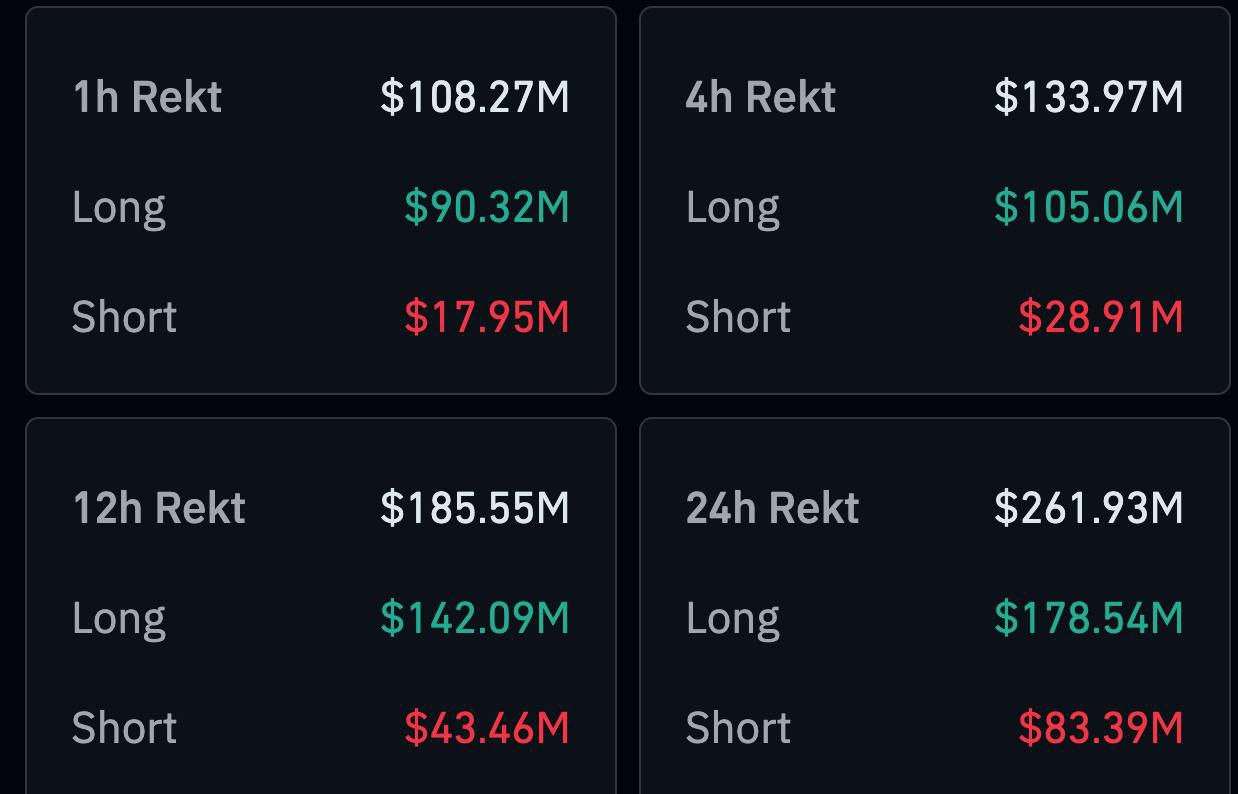 1h Rekt $108.27M
Long $90.32M
Short $17.95M
4h Rekt $133.97M
Long $105.06M
Short $28.91M
12h Rekt $185.55M
Long $142.09M
Short $43.46M
24h Rekt $261.93M
Long $178.54M
Short $83.39M